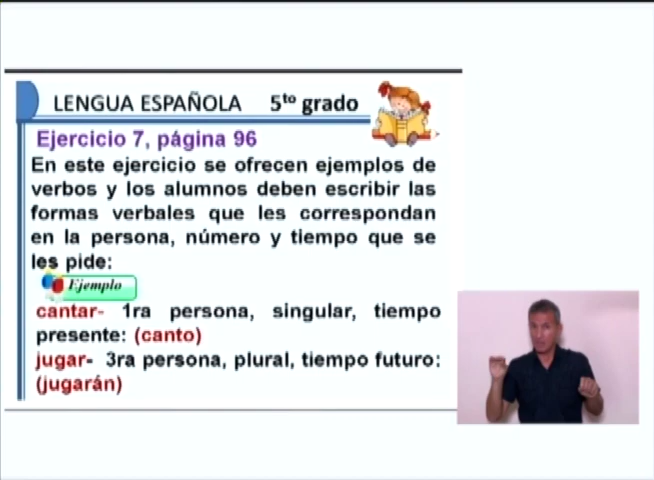 LENGUA ESPAÑOLA 5to grado
Ejercicio 7, página 96
En este ejercicio se ofrecen ejemplos de
verbos y los alumnos deben escribir las
formas verbales que les correspondan
en la persona, número y tiempo que se
les pide:
Ejemplo
cantar- 1ra persona, singular, tiempo
presente: (canto)
jugar- 3ra persona, plural, tiempo futuro:
(jugarán)